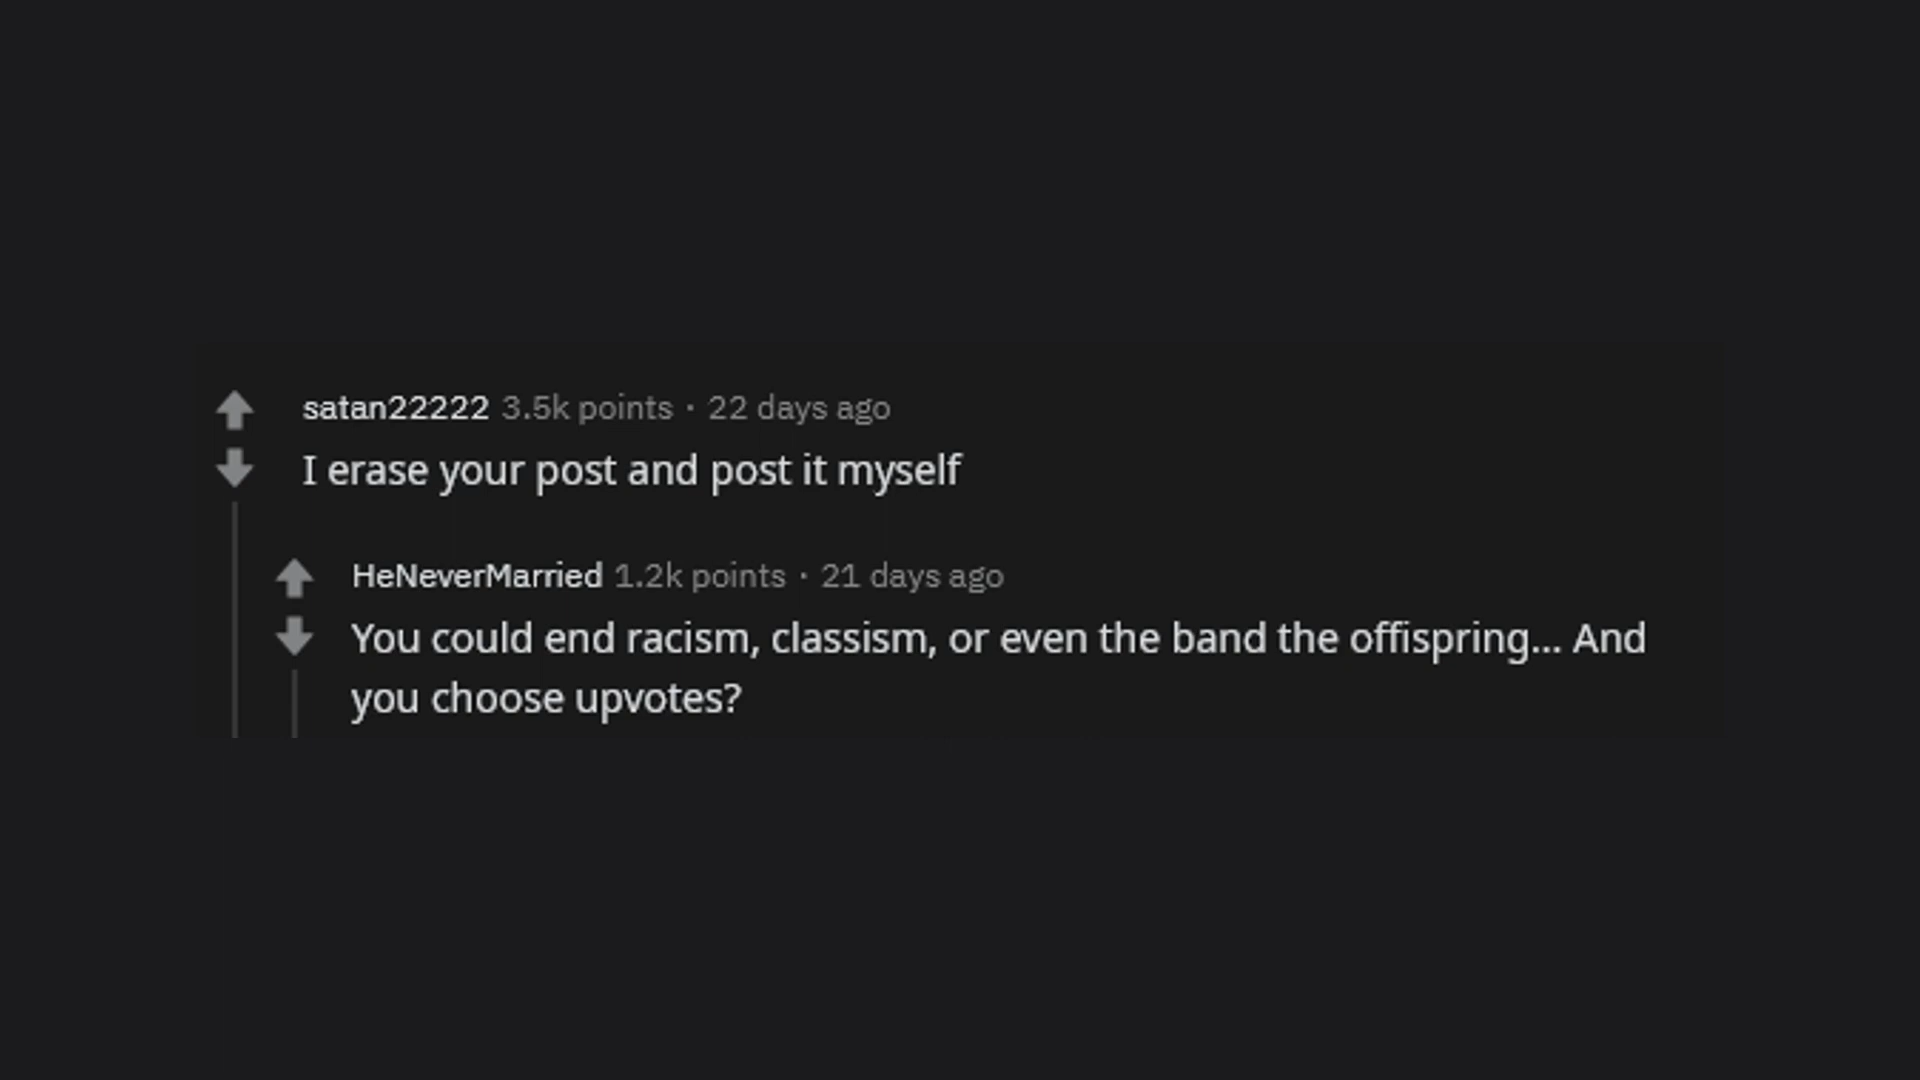 satan22222 3.5k points · 22 days ago
I erase your post and post it myself
HeNeverMarried 1.2k points · 21 days ago
You could end racism, classism, or even the band the offispring... And
you choose upvotes?